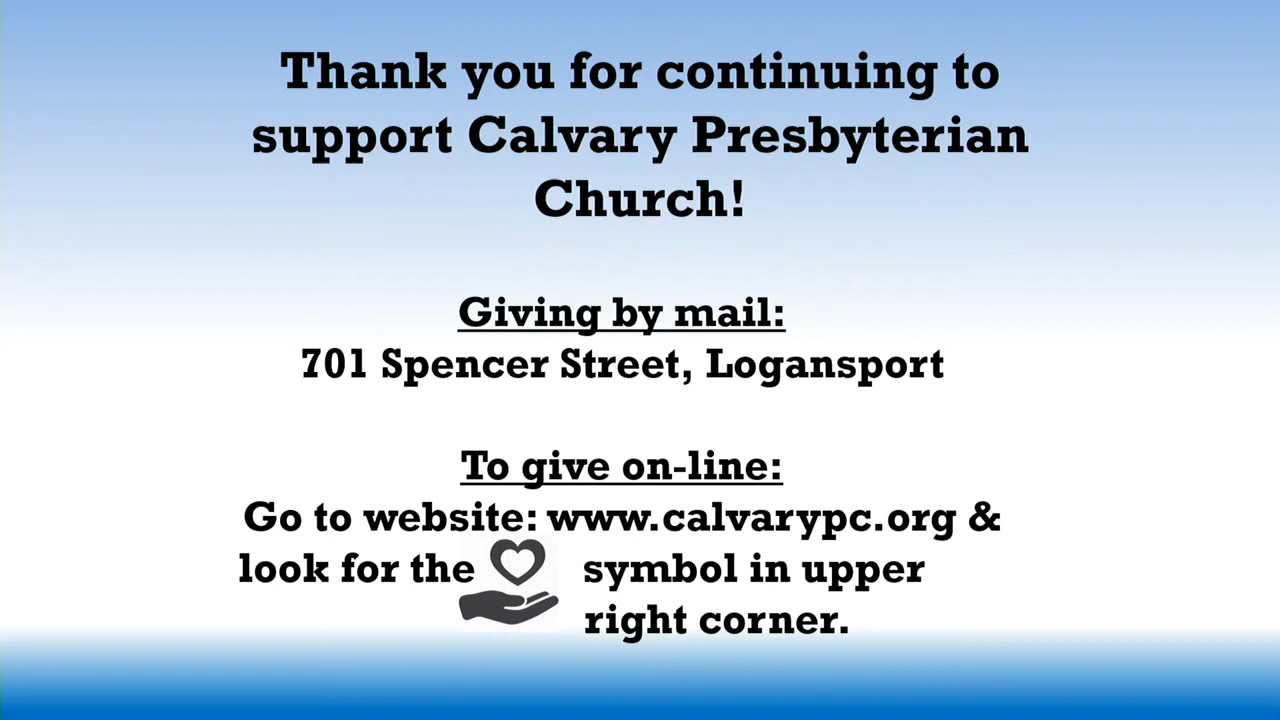 Thank you for continuing to
support Calvary Presbyterian
Church!
Giving by mail:
701 Spencer Street, Logansport
To give on-line:
Go to website: www.calvarypc.org &
look for the symbol in upper
right corner.